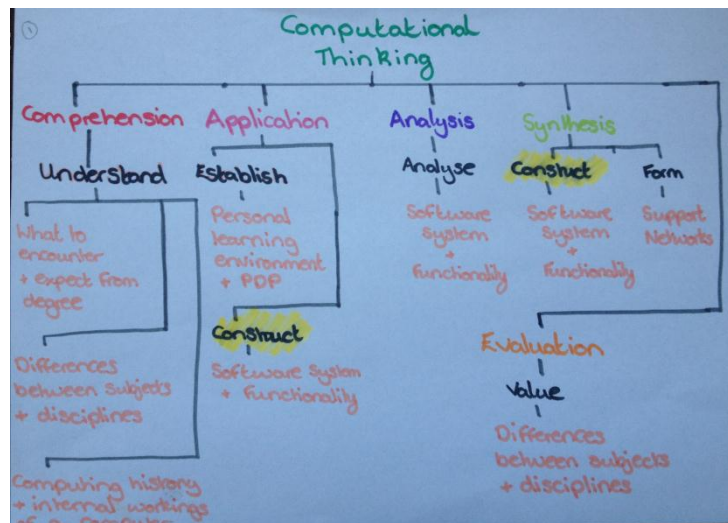 ①
Computational
Thinking
Comprehension
Understand
What to
encounter
+ expect from
degree
Differences
between subjects
+ disciplines
Computing history
+ internal workings
of a computer
Application
Establish
Personal
learning
environment
+ PDP
Construct
Software System
+ Functionality
Analysis
Analyse
Software
system
+
Functionality
Synthesis
Construct
Software
System
+
Functionality
Form
Support
Networks
Evaluation
Value
Differences
between subjects
+ disciplines